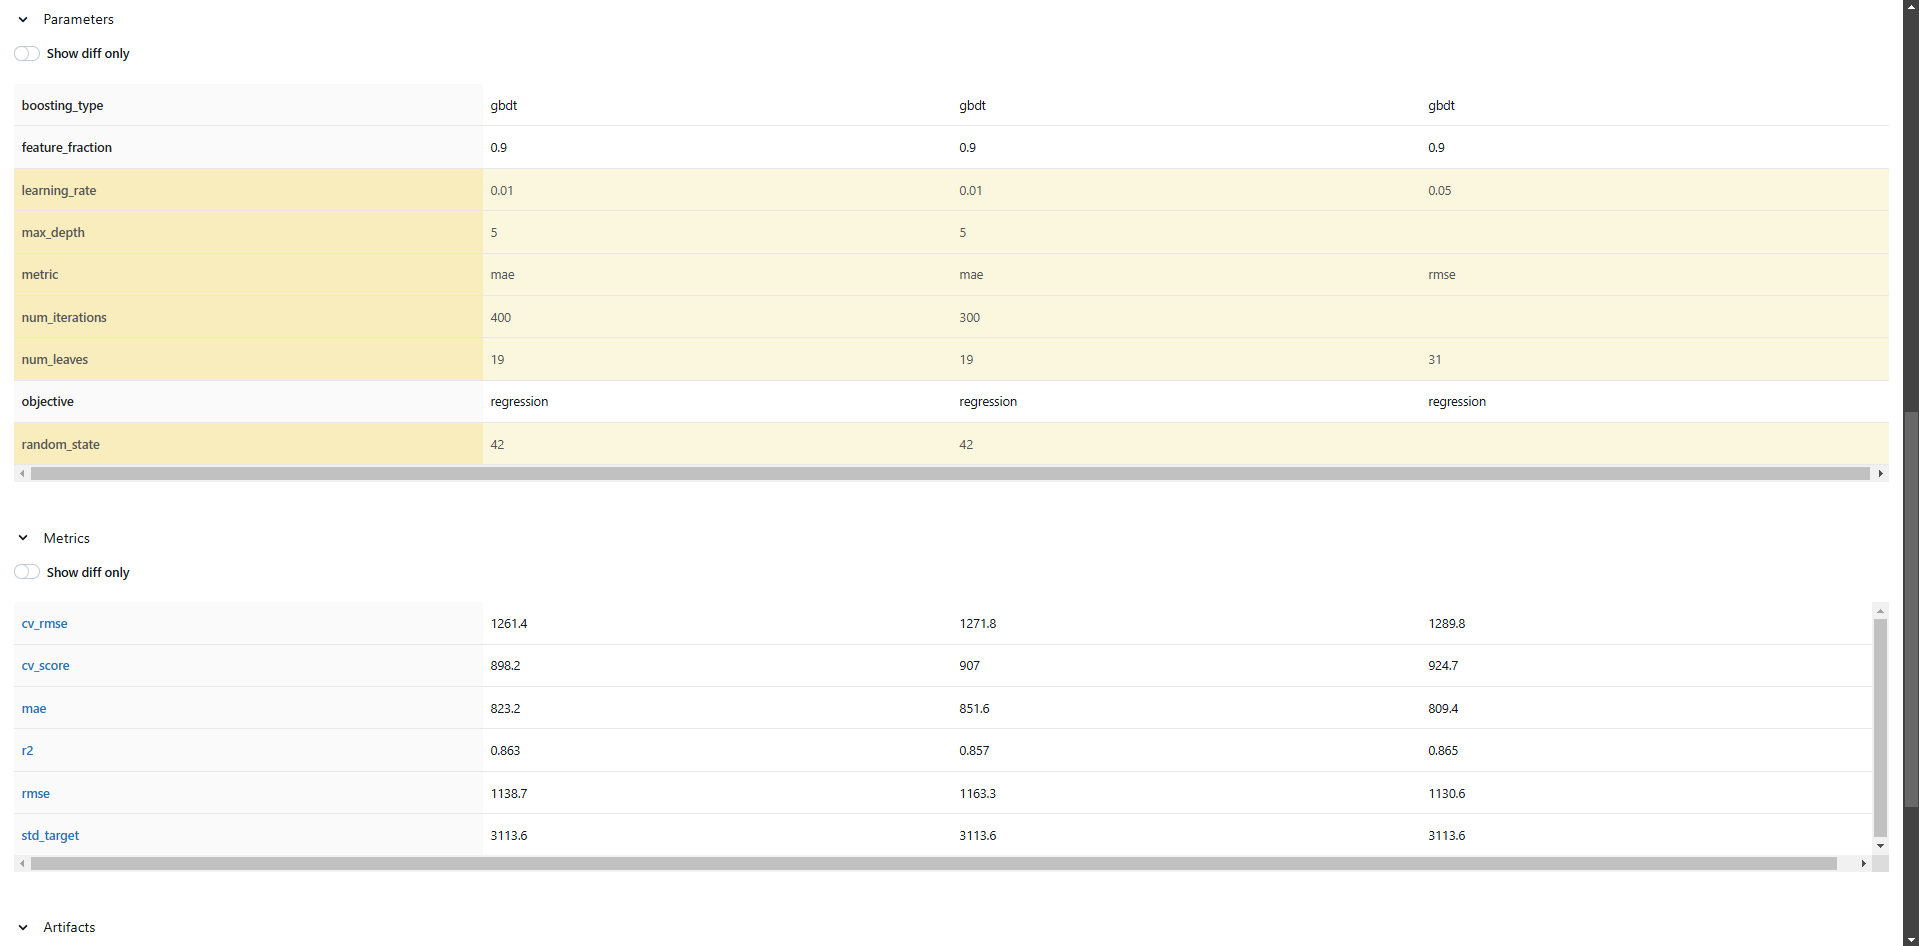 Parameters
Show diff only
boosting_type gbdt gbdt gbdt
feature_fraction 0.9 0.9 0.9
learning_rate 0.01 0.01 0.05
max_depth 5 5
metric mae mae rmse
num_iterations 400 300
num_leaves 19 19 31
objective regression regression regression
random_state 42 42
Metrics
Show diff only
cv_rmse 1261.4 1271.8 1289.8
cv_score 898.2 907 924.7
mae 823.2 851.6 809.4
r2 0.863 0.857 0.865
rmse 1138.7 1163.3 1130.6
std_target 3113.6 3113.6 3113.6
Artifacts